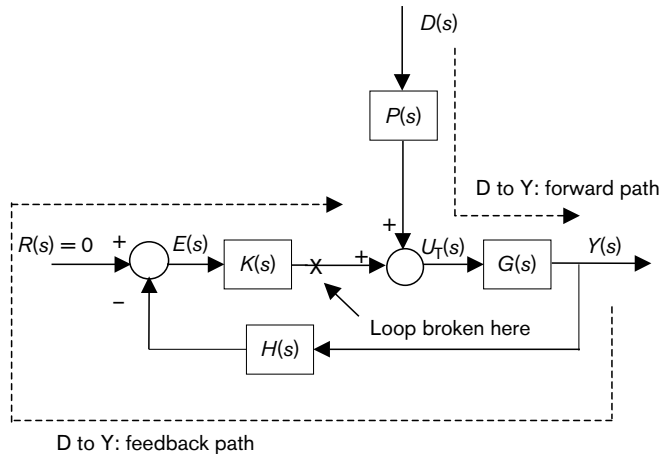 D(s)
P(s)
D to Y: forward path
+
R(s) = 0
+
E(s)
K(s)
X
+
U_T(s)
G(s)
Y(s)
−
Loop broken here
H(s)
D to Y: feedback path